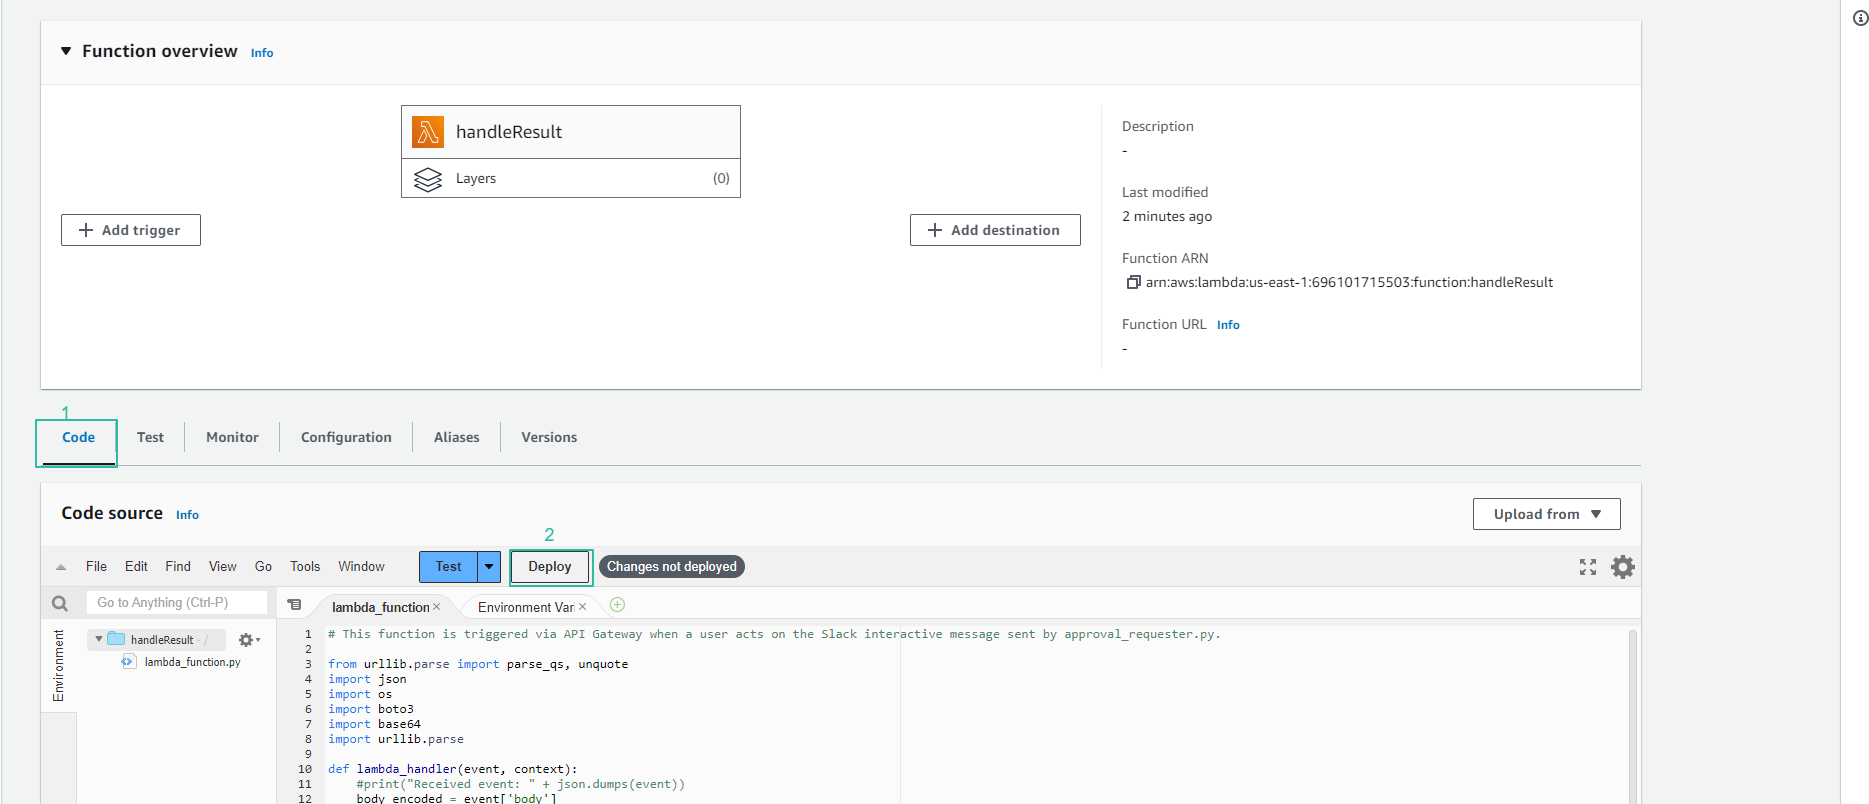 Function overview Info
handleResult
Layers (0)
Add trigger
Add destination
Description
-
Last modified
2 minutes ago
Function ARN
arn:aws:lambda:us-east-1:696101715503:function:handleResult
Function URL Info
-
1
Code Test Monitor Configuration Aliases Versions
Code source Info
Upload from
2
File Edit Find View Go Tools Window Test Deploy Changes not deployed
Go to Anything (Ctrl-P)
lambda_function × Environment Vari ×
Environment
handleResult - /
lambda_function.py
1 # This function is triggered via API Gateway when a user acts on the Slack interactive message sent by approval_requester.py.
2
3 from urllib.parse import parse_qs, unquote
4 import json
5 import os
6 import boto3
7 import base64
8 import urllib.parse
9
10 def lambda_handler(event, context):
11 #print("Received event: " + json.dumps(event))
12 body_encoded = event['body']